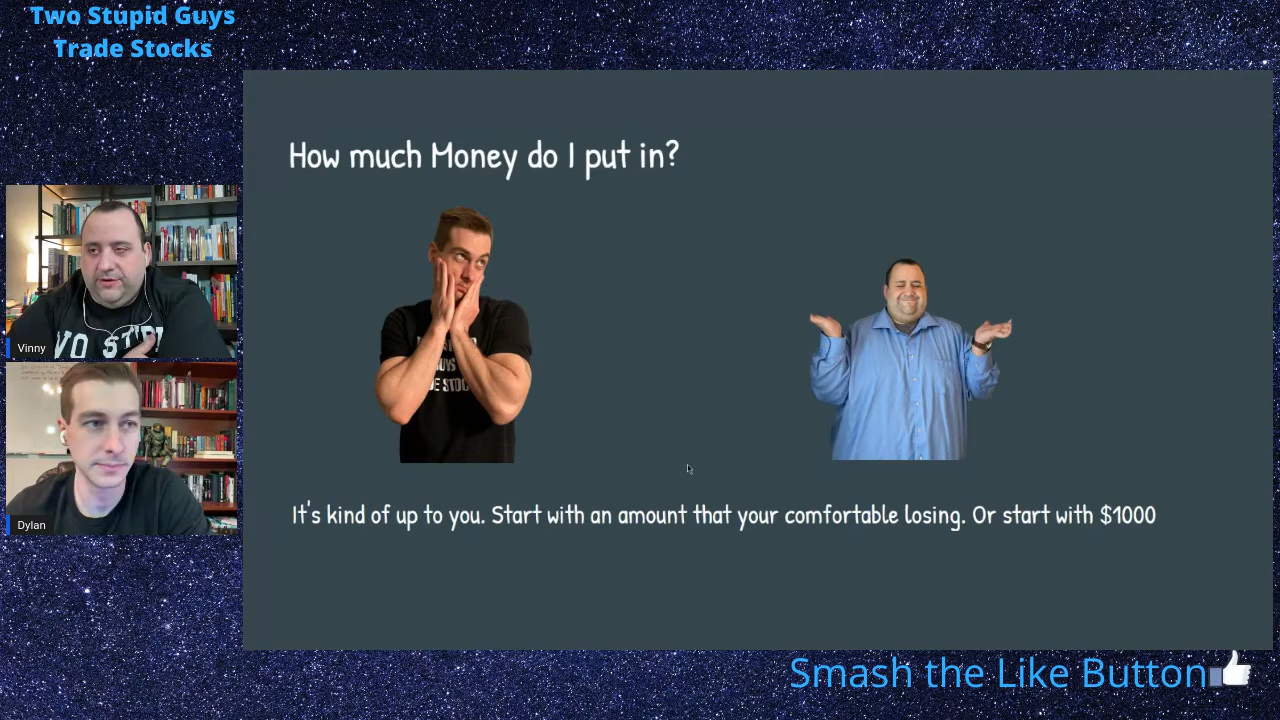 Two Stupid Guys
Trade Stocks
How much Money do I put in?
Vinny
Dylan
It's kind of up to you. Start with an amount that your comfortable losing. Or start with $1000
Smash the Like Button